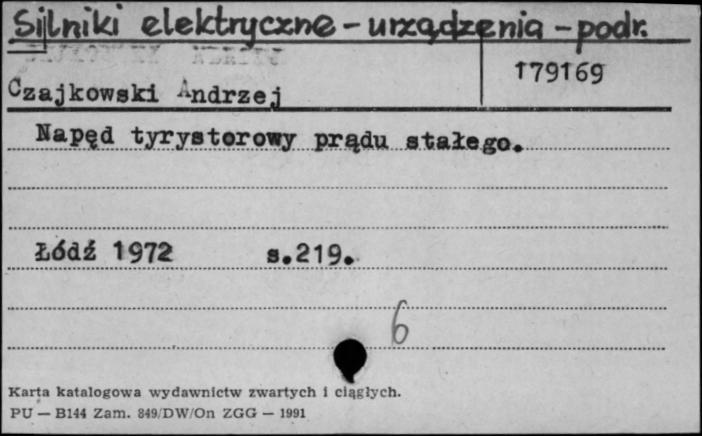 Silniki elektryczne - urządzenia - podr.
179169
Czajkowski Andrzej
Napęd tyrystorowy prądu stałego.
Łódź 1972 s.219.
6
Karta katalogowa wydawnictw zwartych i ciągłych.
PU — B144 Zam. 849/DW/On ZGG — 1991